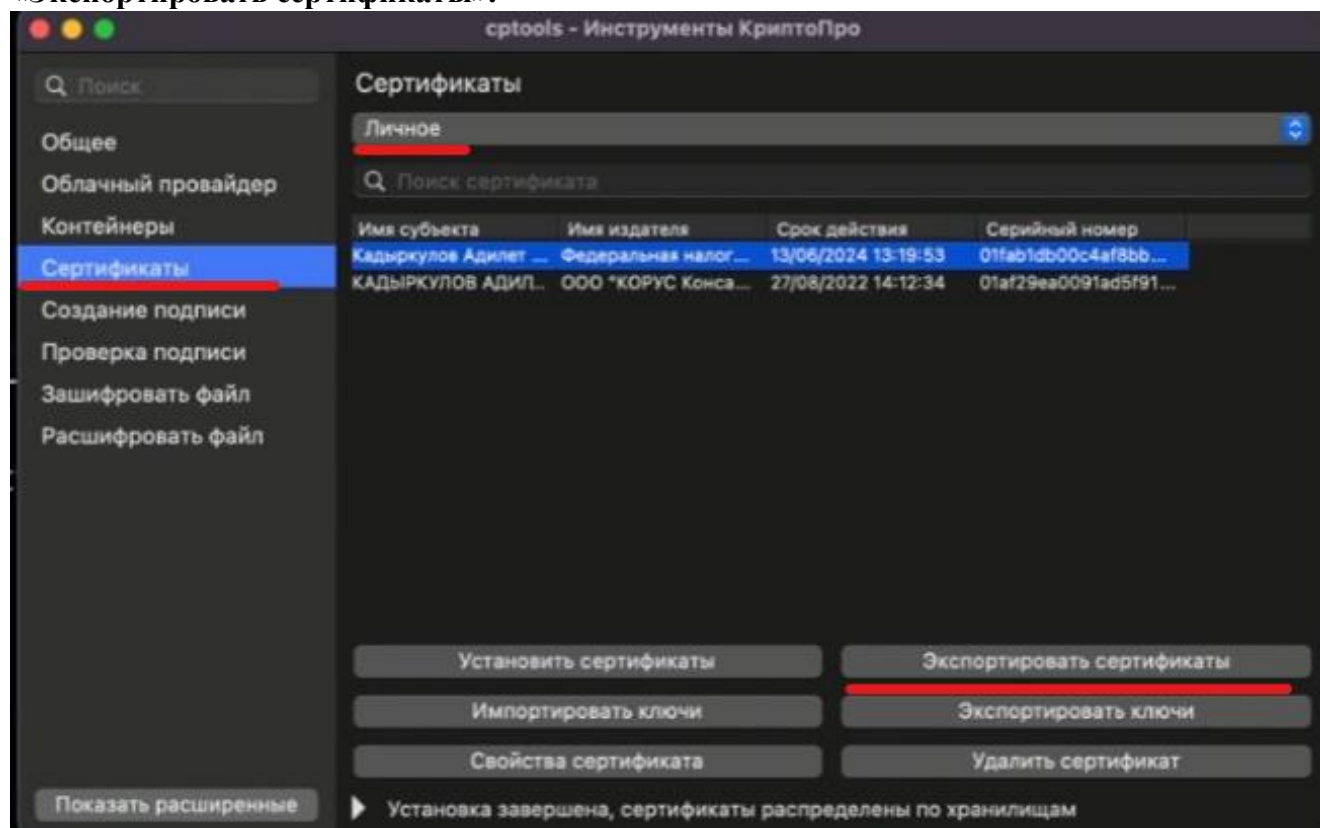 «Экспортировать сертификаты».
cptools - Инструменты КриптоПро
Поиск
Общее
Облачный провайдер
Контейнеры
Сертификаты
Создание подписи
Проверка подписи
Зашифровать файл
Расшифровать файл
Показать расширенные
Сертификаты
Личное
Поиск сертификата
Имя субъекта Имя издателя Срок действия Серийный номер
Кадыркулов Адилет ... Федеральная налог... 13/06/2024 13:19:53 01fab1db00c4af8bb...
КАДЫРКУЛОВ АДИЛ... ООО "КОРУС Конса... 27/08/2022 14:12:34 01af29ea0091ad5f91...
Установить сертификаты Экспортировать сертификаты
Импортировать ключи Экспортировать ключи
Свойства сертификата Удалить сертификат
Установка завершена, сертификаты распределены по хранилищам